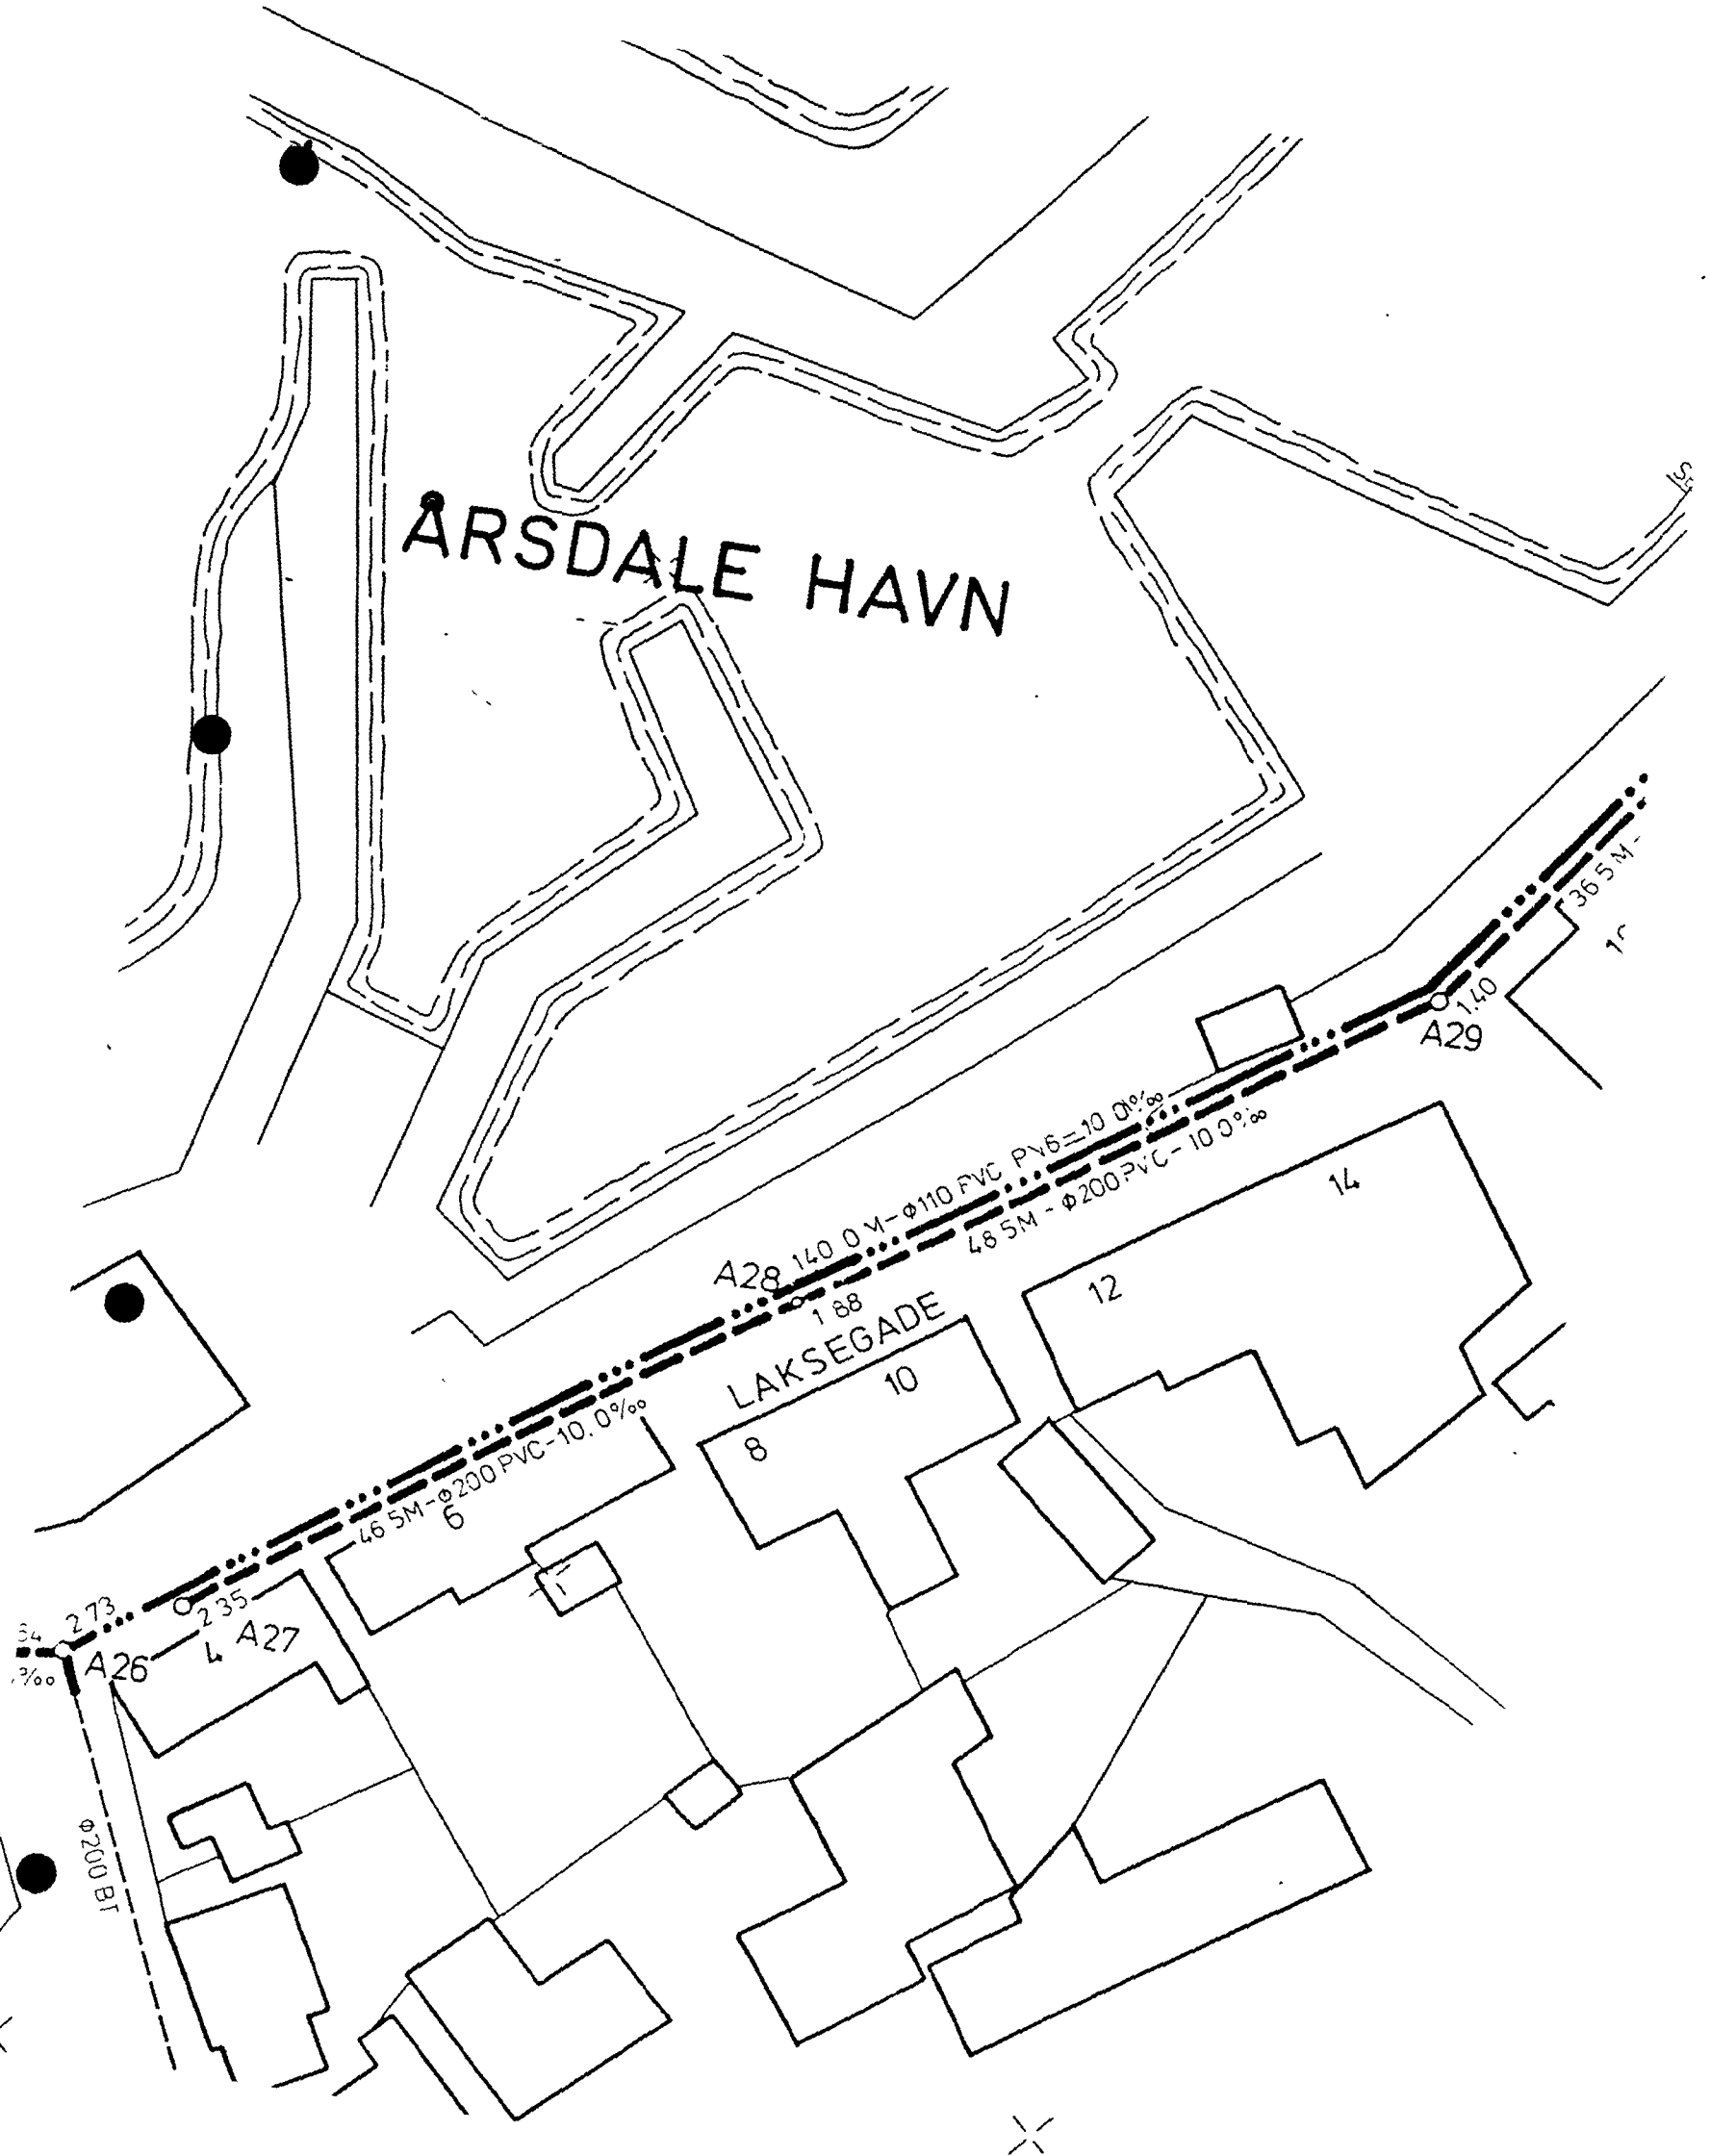 ÅRSDALE HAVN
36 5 M-
1.40
A29
140 0 M-Φ110 PVC PN6=10 0‰
48 5M-Φ200 PVC-10 0‰
14
12
A28
1 88
LAKSEGADE
10
8
46 5M-Φ200 PVC-10.0‰
6
2 73
2 35
4
A27
A26
Φ200 BT